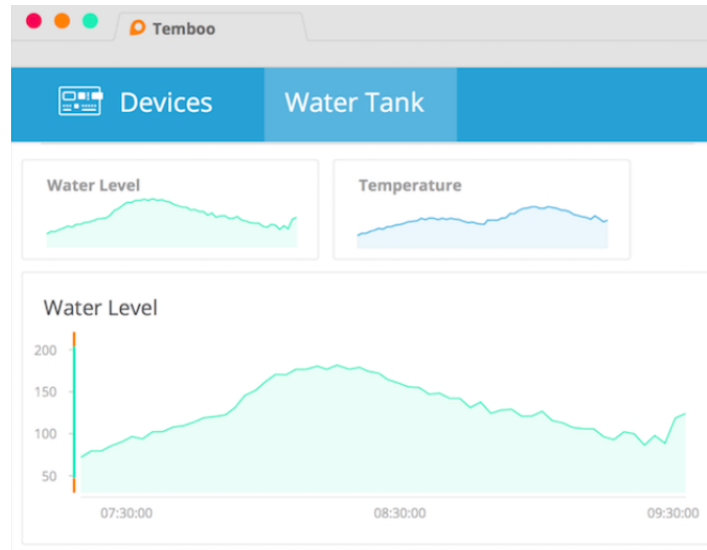 Temboo
Devices
Water Tank
Water Level
Temperature
Water Level
200
150
100
50
07:30:00
08:30:00
09:30:00